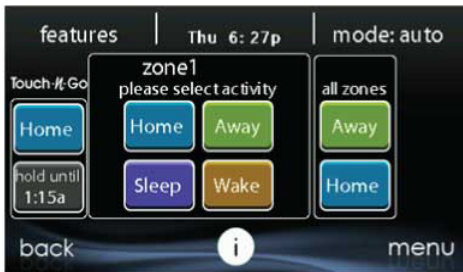 features
Thu 6: 27p
mode: auto
Touch-N-Go
Home
hold until
1:15a
zone1
please select activity
Home
Away
Sleep
Wake
all zones
Away
Home
back
i
menu